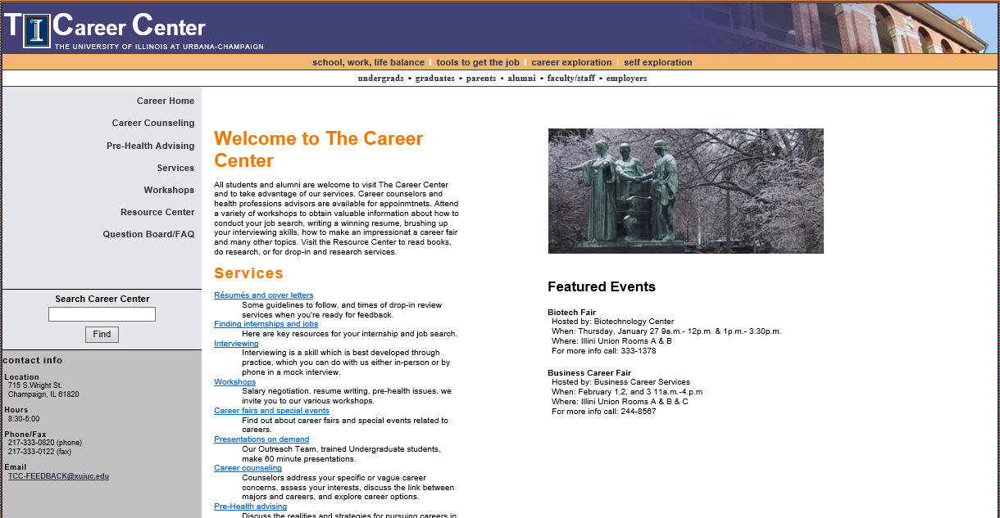 T I Career Center
THE UNIVERSITY OF ILLINOIS AT URBANA-CHAMPAIGN
school, work, life balance | tools to get the job | career exploration | self exploration
undergrads • graduates • parents • alumni • faculty/staff • employers
Career Home
Career Counseling
Pre-Health Advising
Services
Workshops
Resource Center
Question Board/FAQ
Search Career Center
Find
contact info
Location
715 S.Wright St.
Champaign, IL 61820
Hours
8:30-5:00
Phone/Fax
217-333-0820 (phone)
217-333-0122 (fax)
Email
TCC-FEEDBACK@xuiuc.edu
Welcome to The Career
Center
All students and alumni are welcome to visit The Career Center
and to take advantage of our services. Career counselors and
health professions advisors are available for appoinmtnets. Attend
a variety of workshops to obtain valuable information about how to
conduct your job search, writing a winning resume, brushing up
your interviewing skills, how to make an impressionat a career fair
and many other topics. Visit the Resource Center to read books,
do research, or for drop-in and research services.
Services
Résumés and cover letters
Some guidelines to follow, and times of drop-in review
services when you're ready for feedback.
Finding internships and jobs
Here are key resources for your internship and job search.
Interviewing
Interviewing is a skill which is best developed through
practice, which you can do with us either in-person or by
phone in a mock interview.
Workshops
Salary negotiation, resume writing, pre-health issues, we
invite you to our various workshops.
Career fairs and special events
Find out about career fairs and special events related to
careers.
Presentations on demand
Our Outreach Team, trained Undergraduate students,
make 60 minute presentations.
Career counseling
Counselors address your specific or vague career
concerns, assess your interests, discuss the link between
majors and careers, and explore career options.
Pre-Health advising
Discuss the realities and strategies for pursuing careers in
Featured Events
Biotech Fair
Hosted by: Biotechnology Center
When: Thursday, January 27 9a.m.- 12p.m. & 1p.m.- 3:30p.m.
Where: Illini Union Rooms A & B
For more info call: 333-1378
Business Career Fair
Hosted by: Business Career Services
When: February 1,2, and 3 11a.m.-4.p.m
Where: Illini Union Rooms A & B & C
For more info call: 244-8567